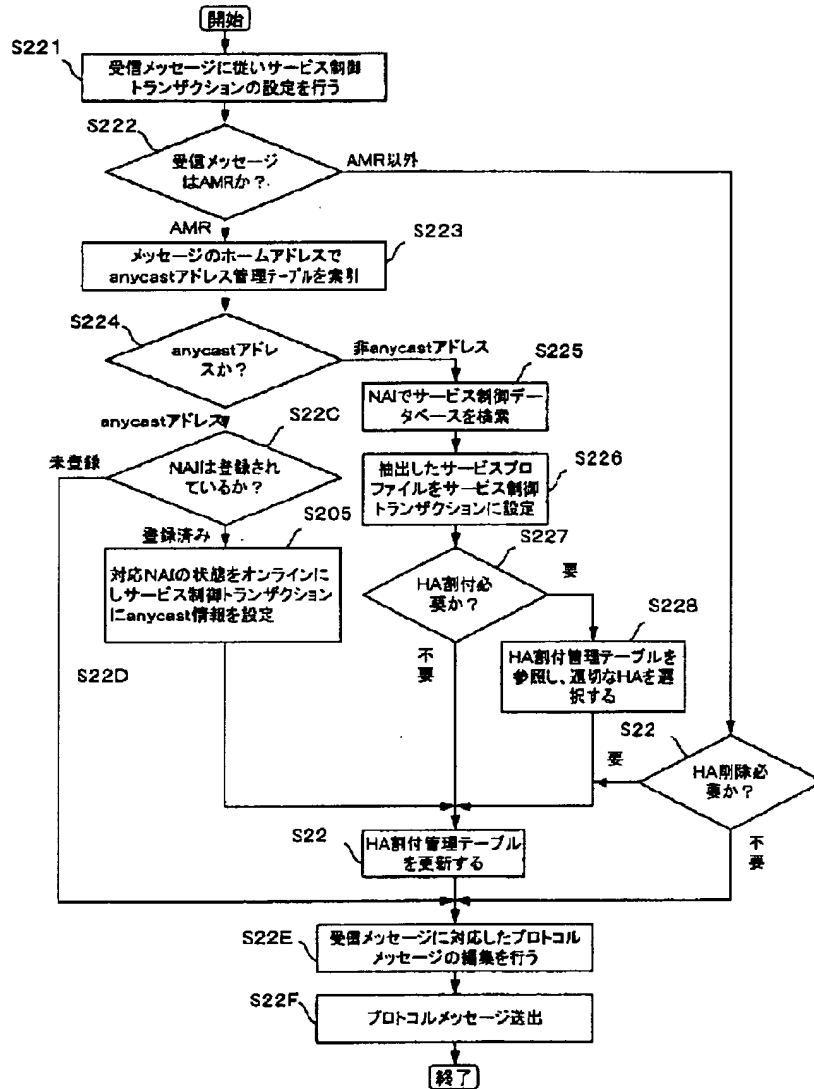 開始
S221
受信メッセージに従いサービス制御
トランザクションの設定を行う
S222
受信メッセージ
はAMRか?
AMR以外
AMR
S223
メッセージのホームアドレスで
anycastアドレス管理テーブルを索引
S224
anycastアドレ
スか?
非anycastアドレス
S225
NAIでサービス制御デー
タベースを検索
anycastアドレス
S22C
未登録
NAIは登録され
ているか?
S226
抽出したサービスプロ
ファイルをサービス制御
トランザクションに設定
登録済み
S205
S227
対応NAIの状態をオンラインに
しサービス制御トランザクション
にanycast情報を設定
HA割付必
要か?
要
S228
HA割付管理テーブルを
参照し、適切なHAを選
択する
不
要
S22D
S22
要
HA削除必
要か?
S22
HA割付管理テーブル
を更新する
不
要
S22E
受信メッセージに対応したプロトコル
メッセージの編集を行う
S22F
プロトコルメッセージ送出
終了